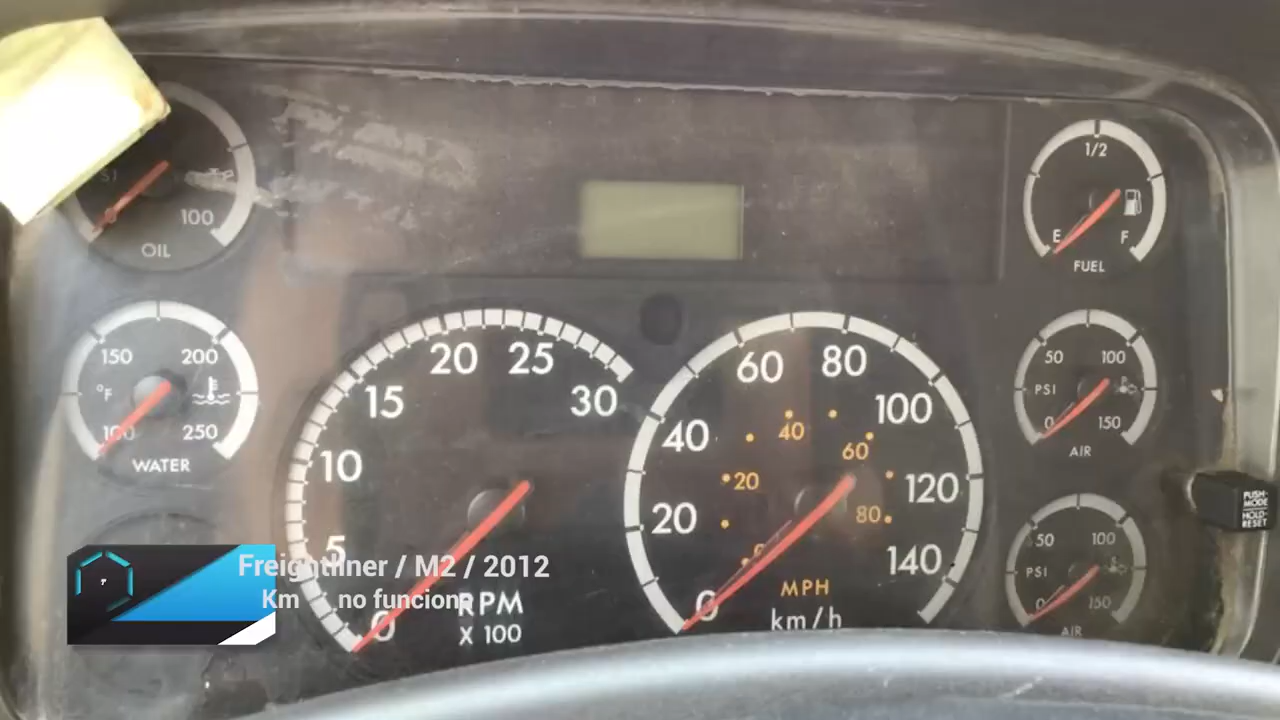 100
OIL
1/2
E
F
FUEL
150
200
°F
100
250
WATER
5
10
15
20
25
30
0
RPM
X 100
0
20
40
60
80
100
120
140
20
40
60
80
MPH
km/h
50
100
PSI
0
150
AIR
50
100
PSI
0
150
AIR
PUSH-
MODE
HOLD-
RESET
Freightliner / M2 / 2012
Km no funciona